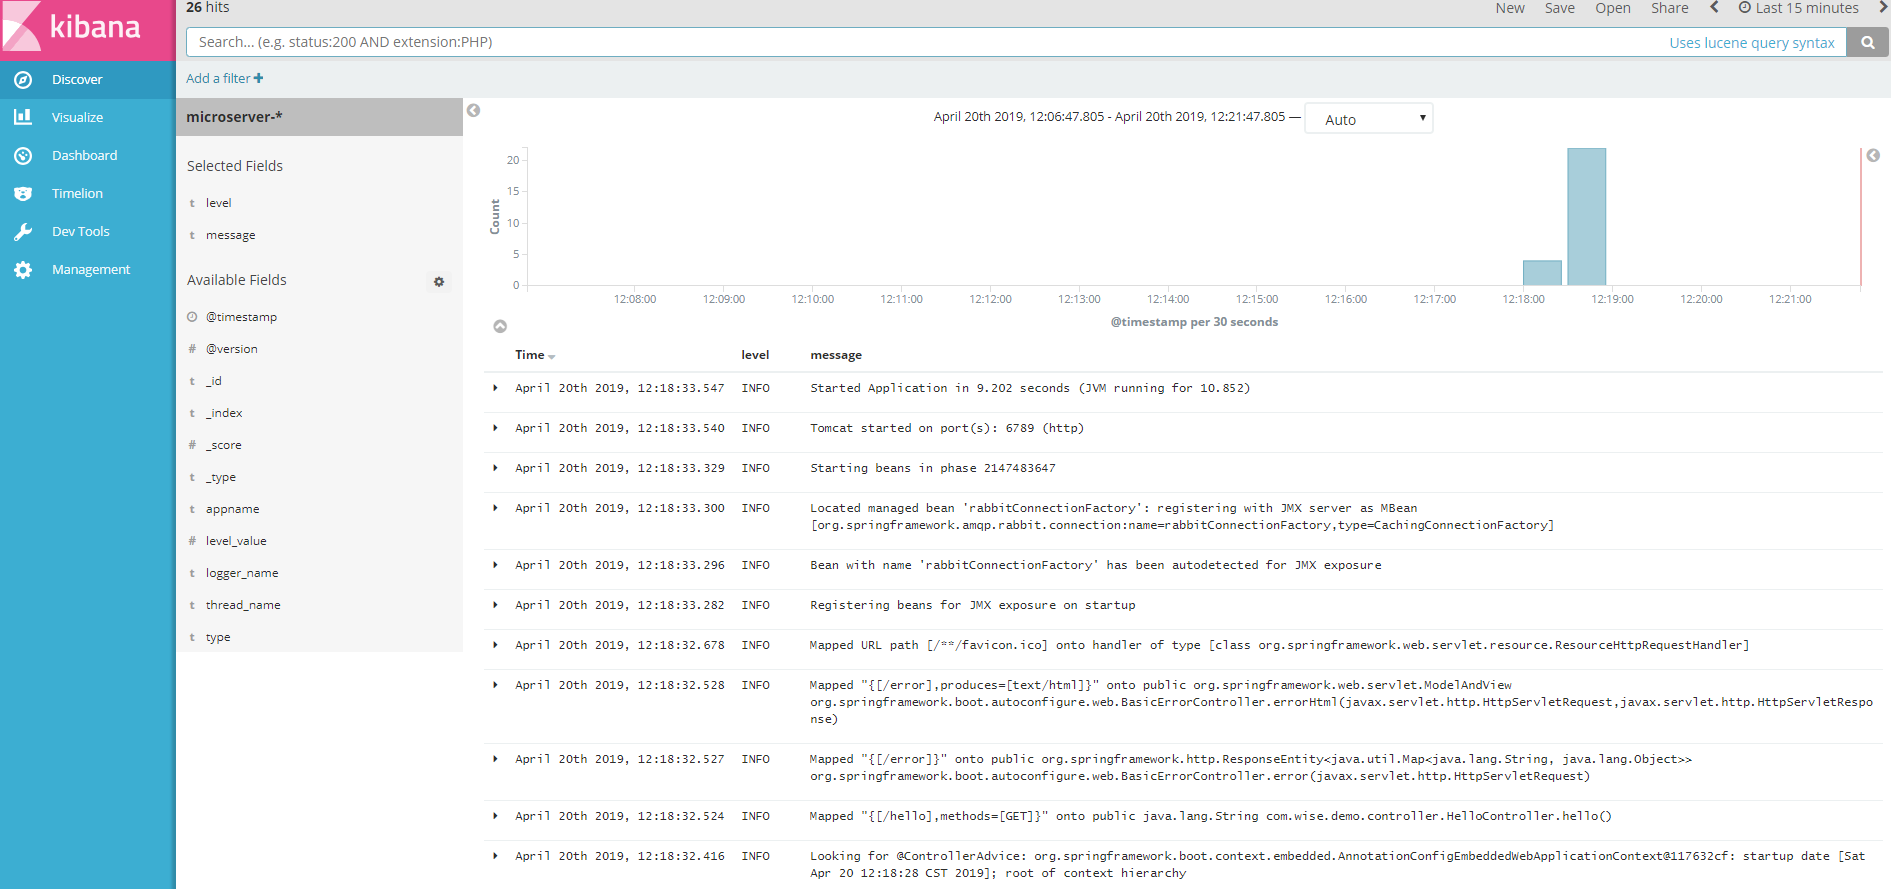 kibana
Discover
Visualize
Dashboard
Timelion
Dev Tools
Management
26 hits
New Save Open Share Last 15 minutes
Search... (e.g. status:200 AND extension:PHP) Uses lucene query syntax
Add a filter +
microserver-*
Selected Fields
t level
t message
Available Fields
@timestamp
# @version
t _id
t _index
# _score
t _type
t appname
# level_value
t logger_name
t thread_name
t type
April 20th 2019, 12:06:47.805 - April 20th 2019, 12:21:47.805 — Auto
Count
20
15
10
5
0
12:08:00 12:09:00 12:10:00 12:11:00 12:12:00 12:13:00 12:14:00 12:15:00 12:16:00 12:17:00 12:18:00 12:19:00 12:20:00 12:21:00
@timestamp per 30 seconds
Time level message
April 20th 2019, 12:18:33.547 INFO Started Application in 9.202 seconds (JVM running for 10.852)
April 20th 2019, 12:18:33.540 INFO Tomcat started on port(s): 6789 (http)
April 20th 2019, 12:18:33.329 INFO Starting beans in phase 2147483647
April 20th 2019, 12:18:33.300 INFO Located managed bean 'rabbitConnectionFactory': registering with JMX server as MBean
[org.springframework.amqp.rabbit.connection:name=rabbitConnectionFactory,type=CachingConnectionFactory]
April 20th 2019, 12:18:33.296 INFO Bean with name 'rabbitConnectionFactory' has been autodetected for JMX exposure
April 20th 2019, 12:18:33.282 INFO Registering beans for JMX exposure on startup
April 20th 2019, 12:18:32.678 INFO Mapped URL path [/**/favicon.ico] onto handler of type [class org.springframework.web.servlet.resource.ResourceHttpRequestHandler]
April 20th 2019, 12:18:32.528 INFO Mapped "{[/error],produces=[text/html]}" onto public org.springframework.web.servlet.ModelAndView
org.springframework.boot.autoconfigure.web.BasicErrorController.errorHtml(javax.servlet.http.HttpServletRequest,javax.servlet.http.HttpServletRespo
nse)
April 20th 2019, 12:18:32.527 INFO Mapped "{[/error]}" onto public org.springframework.http.ResponseEntity<java.util.Map<java.lang.String, java.lang.Object>>
org.springframework.boot.autoconfigure.web.BasicErrorController.error(javax.servlet.http.HttpServletRequest)
April 20th 2019, 12:18:32.524 INFO Mapped "{[/hello],methods=[GET]}" onto public java.lang.String com.wise.demo.controller.HelloController.hello()
April 20th 2019, 12:18:32.416 INFO Looking for @ControllerAdvice: org.springframework.boot.context.embedded.AnnotationConfigEmbeddedWebApplicationContext@117632cf: startup date [Sat
Apr 20 12:18:28 CST 2019]; root of context hierarchy